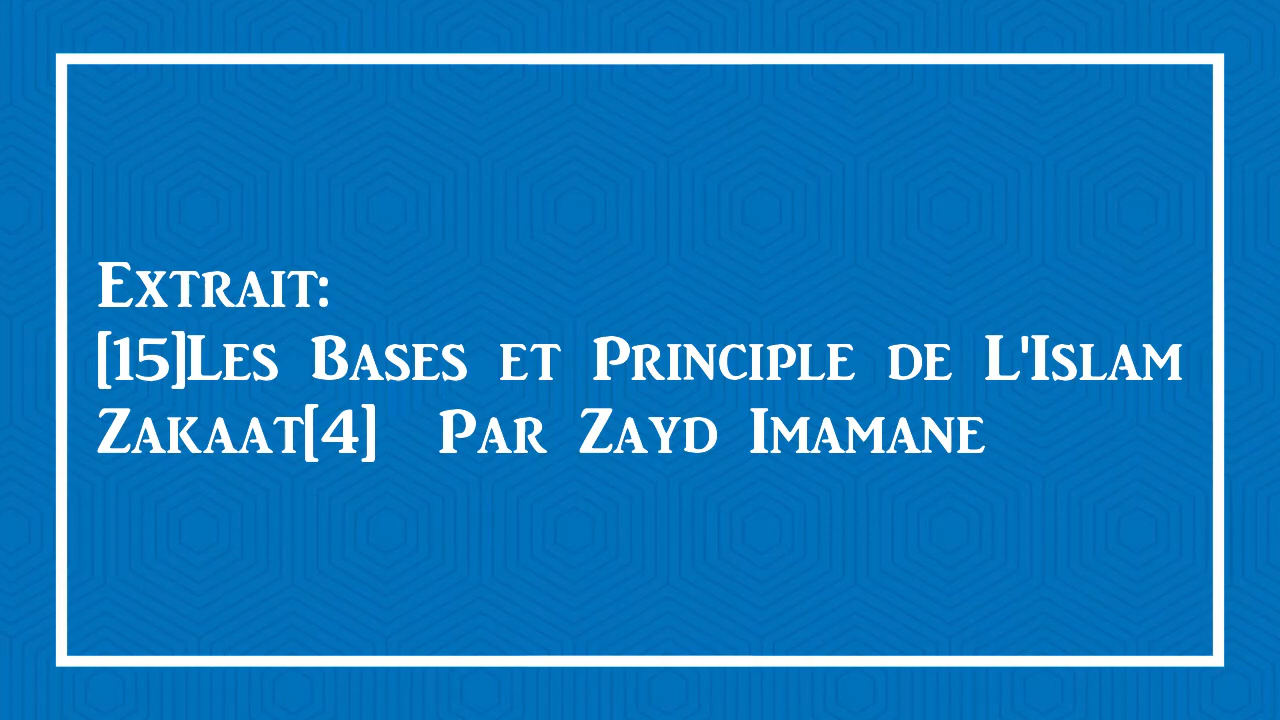 Extrait:
[15]Les Bases et Principle de L'Islam
Zakaat[4] Par Zayd Imamane